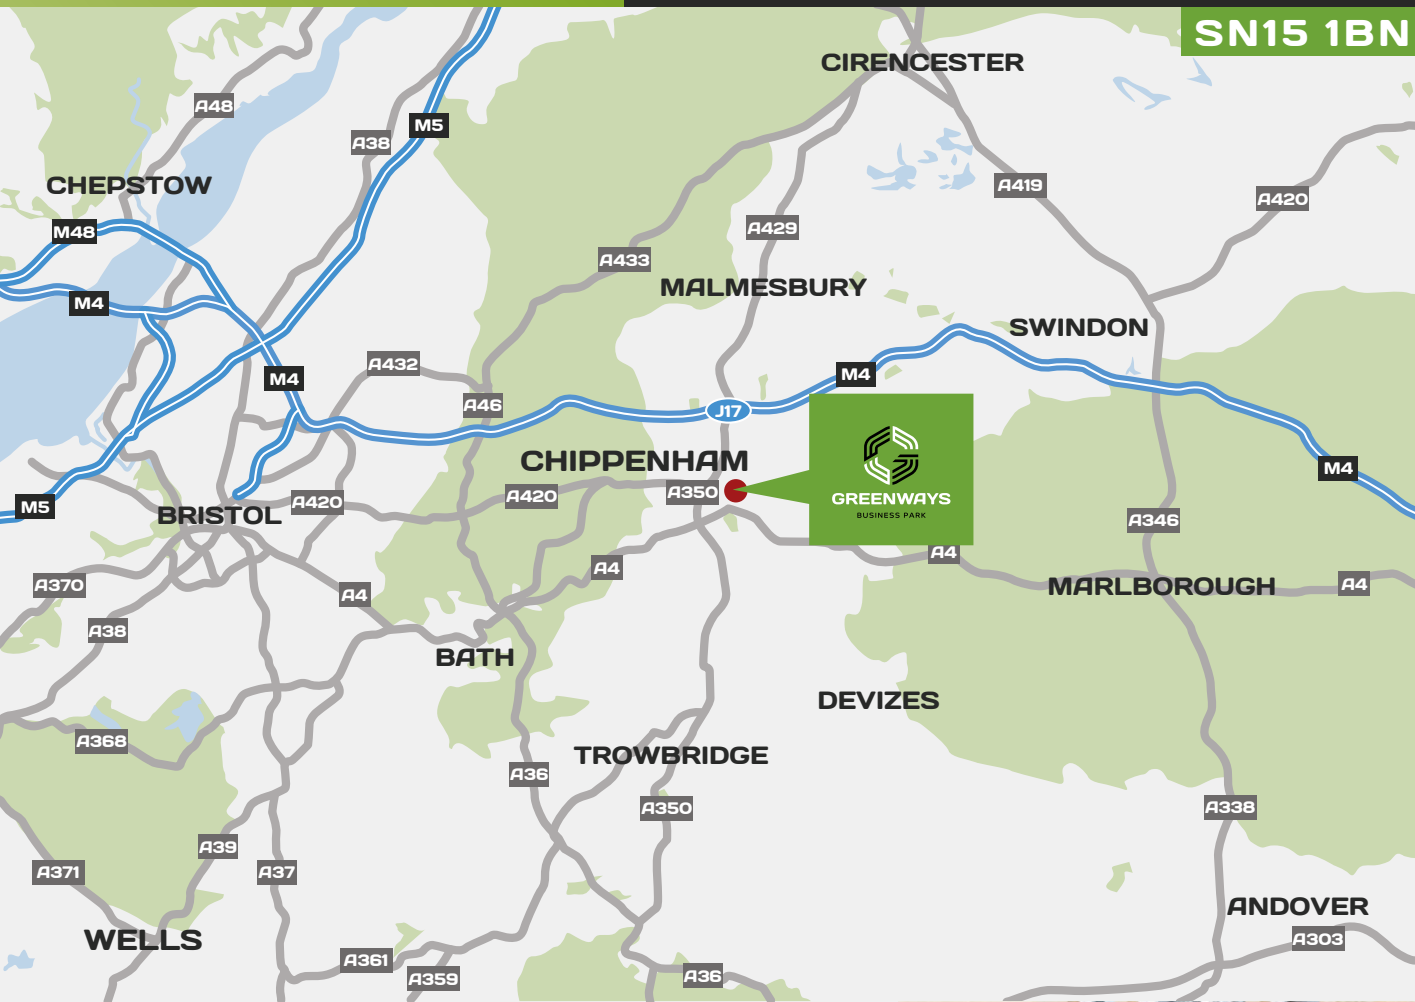 SN15 1BN
CIRENCESTER
A48
M5
A38
CHEPSTOW
A419
A420
M48
A429
A433
MALMESBURY
M4
SWINDON
A432
M4
M4
A46
J17
CHIPPENHAM
M4
A350
A420
A420
GREENWAYS
BUSINESS PARK
M5
BRISTOL
A346
A4
A4
A370
A4
MARLBOROUGH
A4
A38
BATH
DEVIZES
A368
TROWBRIDGE
A36
A350
A338
A39
A371
A37
ANDOVER
WELLS
A303
A361
A359
A36